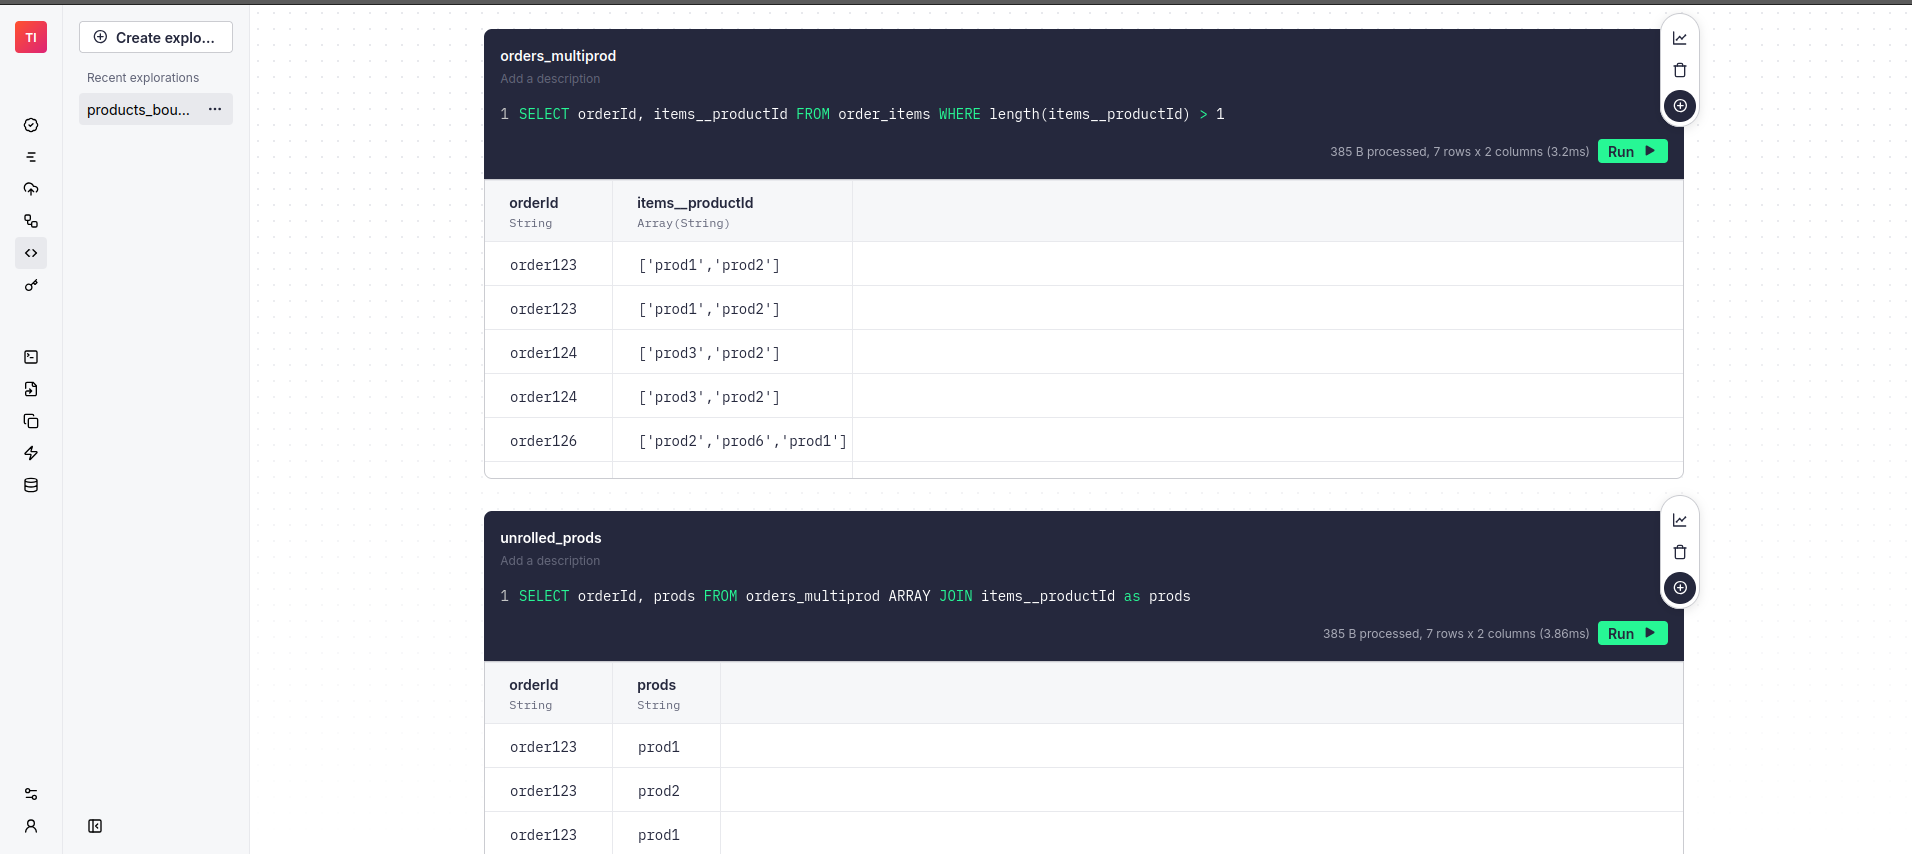 TI
Create explo...
Recent explorations
products_bou... ...
orders_multiprod
Add a description
1 SELECT orderId, items__productId FROM order_items WHERE length(items__productId) > 1
385 B processed, 7 rows x 2 columns (3.2ms) Run
orderId items__productId
String Array(String)
order123 ['prod1','prod2']
order123 ['prod1','prod2']
order124 ['prod3','prod2']
order124 ['prod3','prod2']
order126 ['prod2','prod6','prod1']
unrolled_prods
Add a description
1 SELECT orderId, prods FROM orders_multiprod ARRAY JOIN items__productId as prods
385 B processed, 7 rows x 2 columns (3.86ms) Run
orderId prods
String String
order123 prod1
order123 prod2
order123 prod1